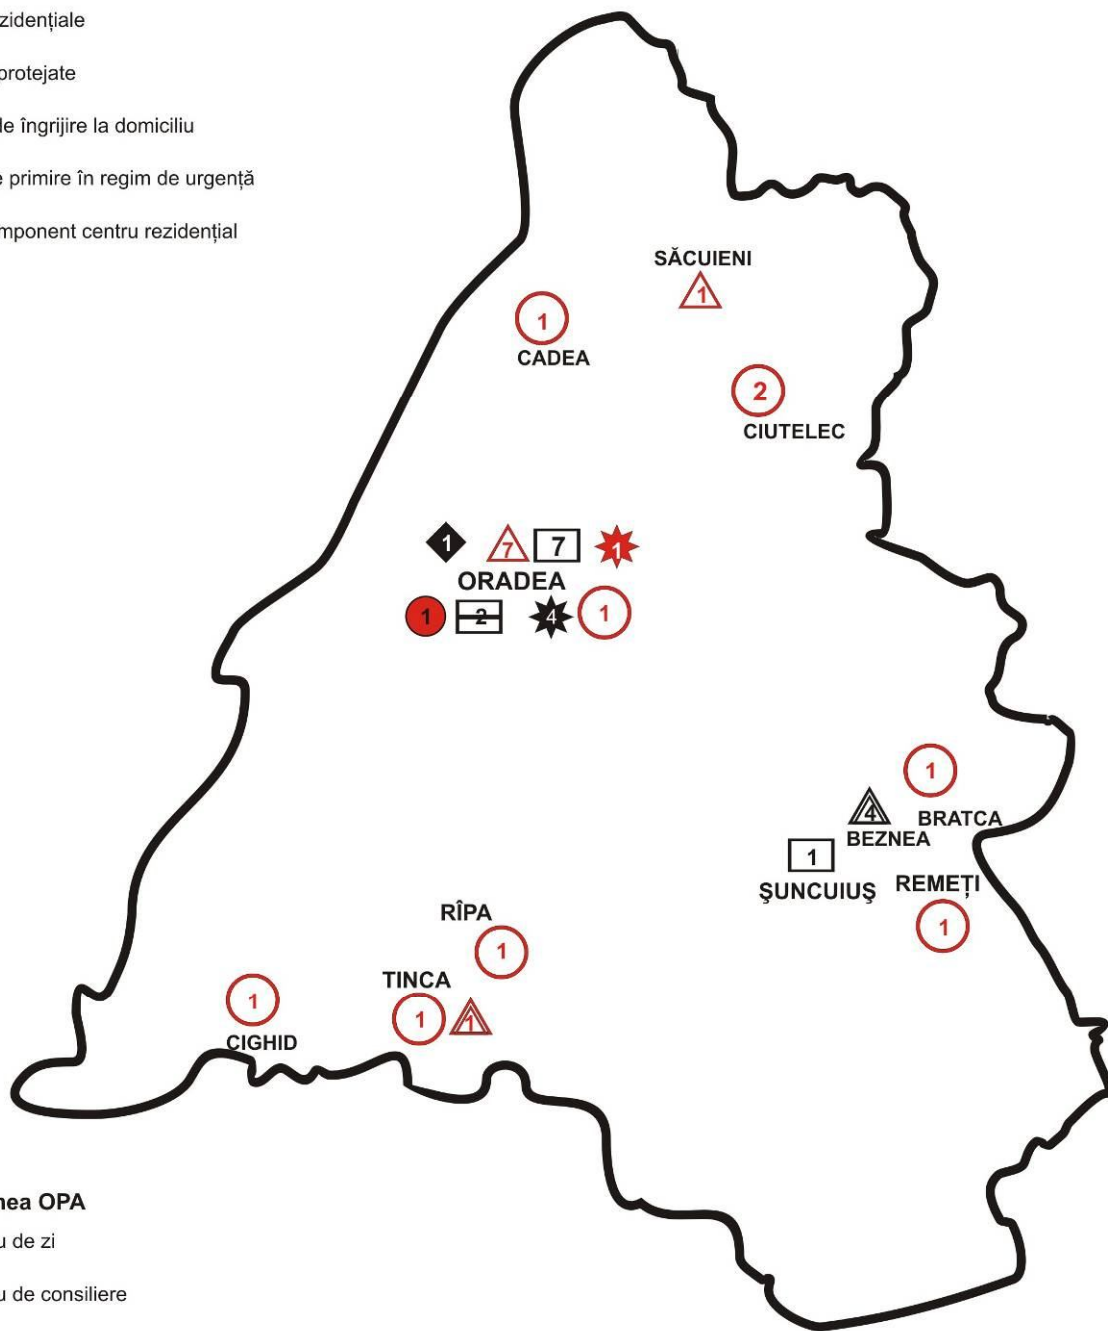 zidențiale
protejate
le îngrijire la domiciliu
e primire în regim de urgență
mponent centru rezidențial
SĂCUIENI
1
1
CADEA
2
CIUTELEC
1 7 7 1
ORADEA
1 2 4 1
1
BRATCA
4
BEZNEA
1
ŞUNCUIUŞ
REMEȚI
1
RÎPA
1
TINCA
1 1
1
CIGHID
nea OPA
u de zi
u de consiliere